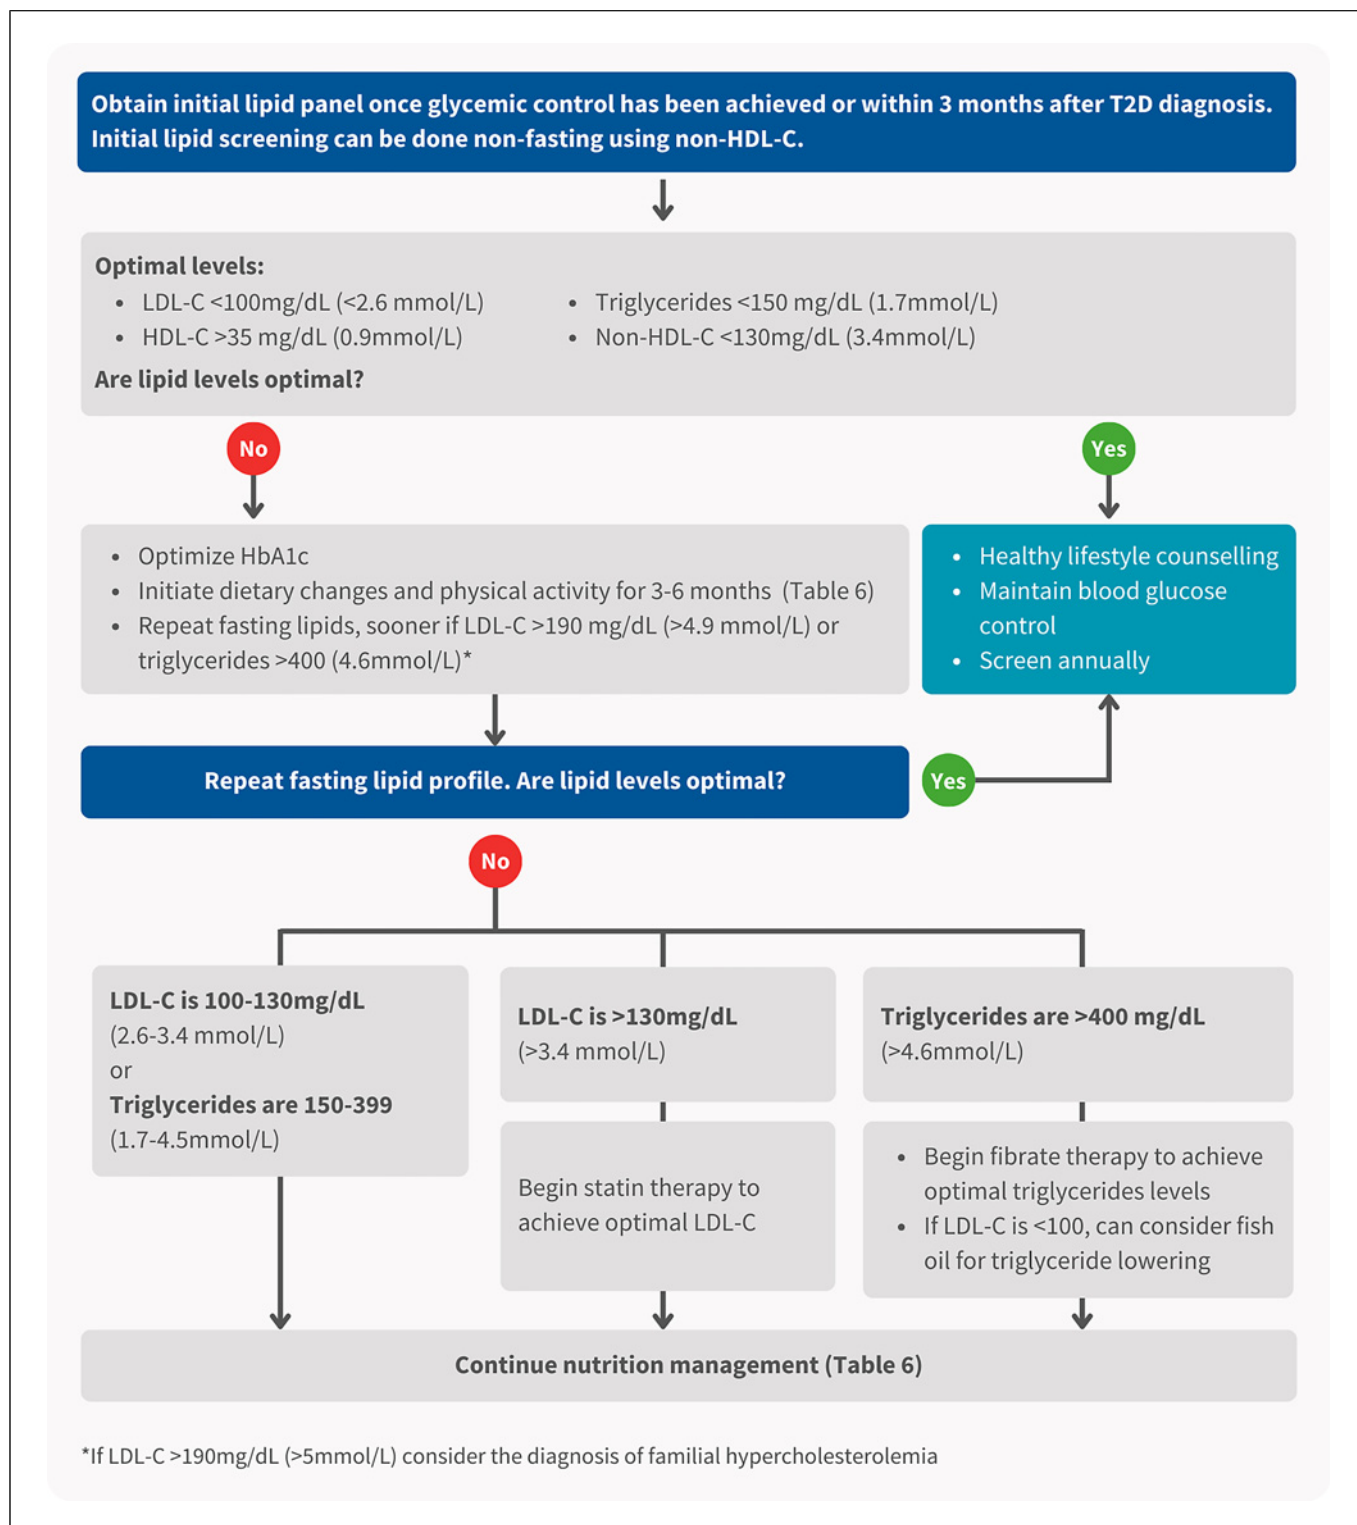 Obtain initial lipid panel once glycemic control has been achieved or within 3 months after T2D diagnosis.
Initial lipid screening can be done non-fasting using non-HDL-C.
Optimal levels:
• LDL-C <100mg/dL (<2.6 mmol/L)
• HDL-C >35 mg/dL (0.9mmol/L)
• Triglycerides <150 mg/dL (1.7mmol/L)
• Non-HDL-C <130mg/dL (3.4mmol/L)
Are lipid levels optimal?
No
Yes
• Optimize HbA1c
• Initiate dietary changes and physical activity for 3-6 months (Table 6)
• Repeat fasting lipids, sooner if LDL-C >190 mg/dL (>4.9 mmol/L) or
triglycerides >400 (4.6mmol/L)*
• Healthy lifestyle counselling
• Maintain blood glucose
control
• Screen annually
Repeat fasting lipid profile. Are lipid levels optimal?
Yes
No
LDL-C is 100-130mg/dL
(2.6-3.4 mmol/L)
or
Triglycerides are 150-399
(1.7-4.5mmol/L)
LDL-C is >130mg/dL
(>3.4 mmol/L)
Begin statin therapy to
achieve optimal LDL-C
Triglycerides are >400 mg/dL
(>4.6mmol/L)
• Begin fibrate therapy to achieve
optimal triglycerides levels
• If LDL-C is <100, can consider fish
oil for triglyceride lowering
Continue nutrition management (Table 6)
*If LDL-C >190mg/dL (>5mmol/L) consider the diagnosis of familial hypercholesterolemia